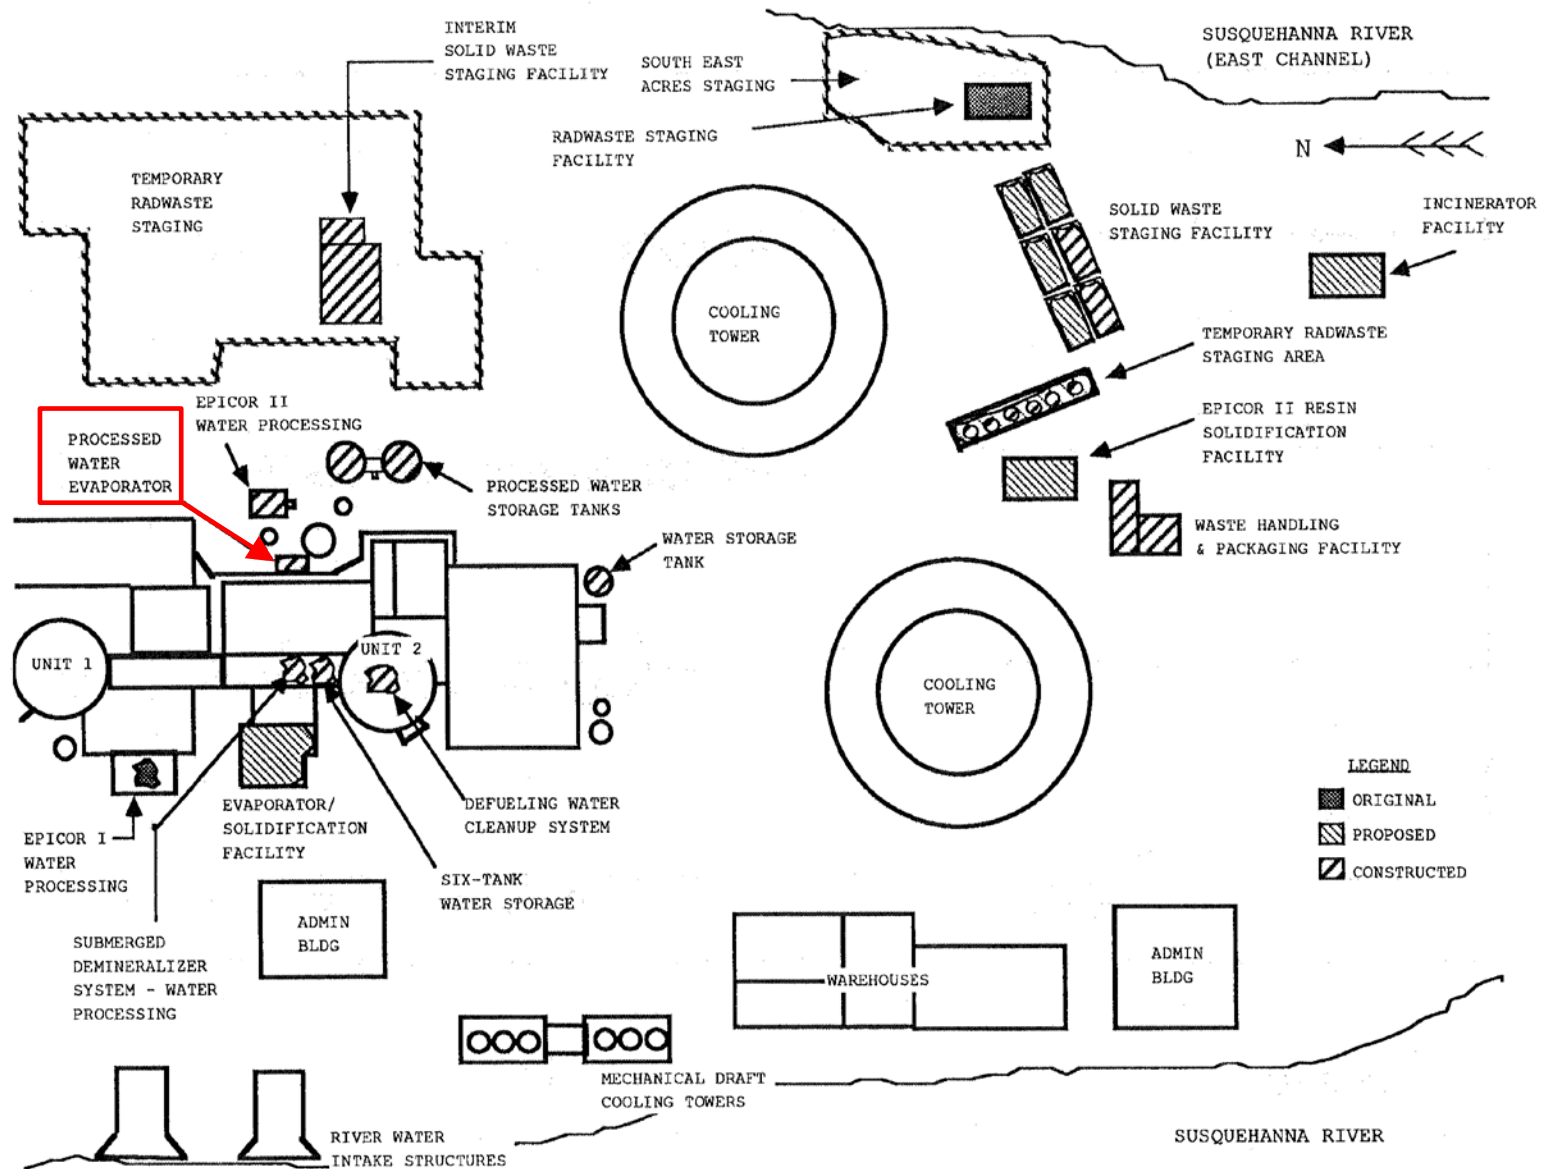 INTERIM
SOLID WASTE
STAGING FACILITY
SOUTH EAST
ACRES STAGING
RADWASTE STAGING
FACILITY
SUSQUEHANNA RIVER
(EAST CHANNEL)
N
TEMPORARY
RADWASTE
STAGING
SOLID WASTE
STAGING FACILITY
INCINERATOR
FACILITY
COOLING
TOWER
TEMPORARY RADWASTE
STAGING AREA
EPICOR II
WATER PROCESSING
EPICOR II RESIN
SOLIDIFICATION
FACILITY
PROCESSED
WATER
EVAPORATOR
PROCESSED WATER
STORAGE TANKS
WATER STORAGE
TANK
WASTE HANDLING
& PACKAGING FACILITY
UNIT 1
UNIT 2
COOLING
TOWER
EVAPORATOR/
SOLIDIFICATION
FACILITY
DEFUELING WATER
CLEANUP SYSTEM
EPICOR I
WATER
PROCESSING
SIX-TANK
WATER STORAGE
LEGEND
ORIGINAL
PROPOSED
CONSTRUCTED
SUBMERGED
DEMINERALIZER
SYSTEM - WATER
PROCESSING
ADMIN
BLDG
WAREHOUSES
ADMIN
BLDG
MECHANICAL DRAFT
COOLING TOWERS
RIVER WATER
INTAKE STRUCTURES
SUSQUEHANNA RIVER